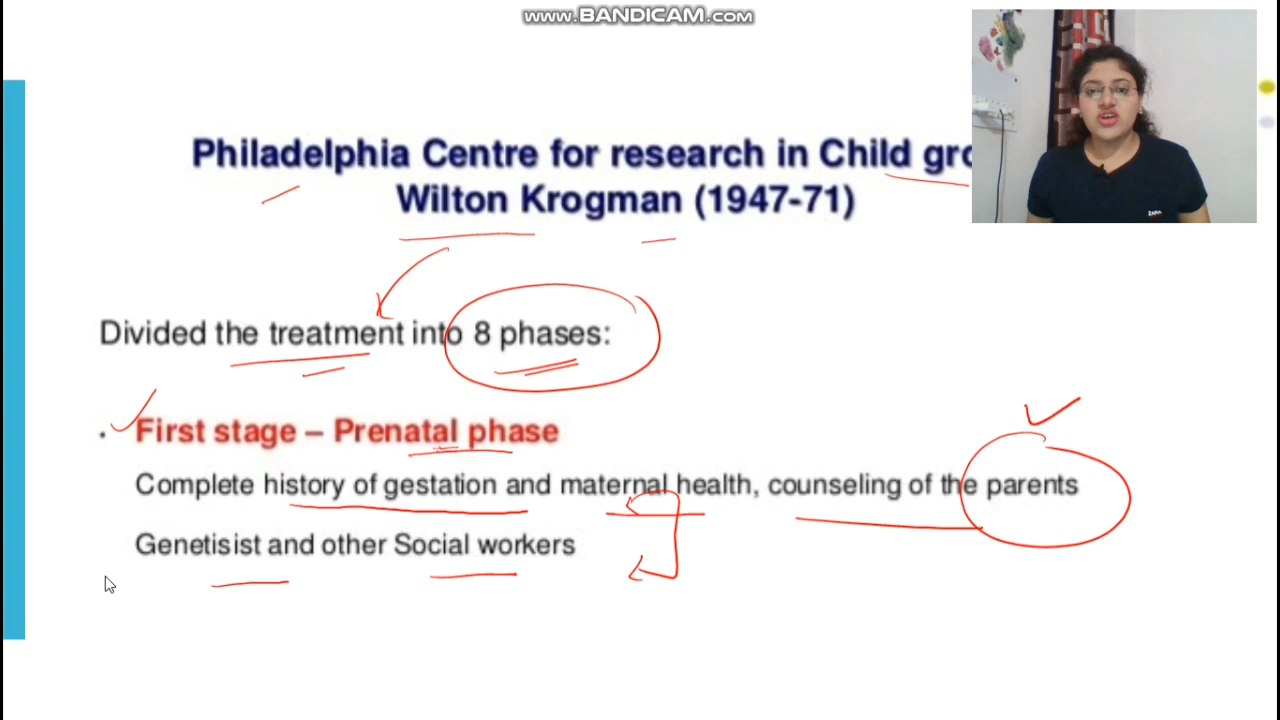 www.BANDICAM.com
Philadelphia Centre for research in Child gro
Wilton Krogman (1947-71)
Divided the treatment into 8 phases:
• First stage – Prenatal phase
Complete history of gestation and maternal health, counseling of the parents
Genetisist and other Social workers
ZARA